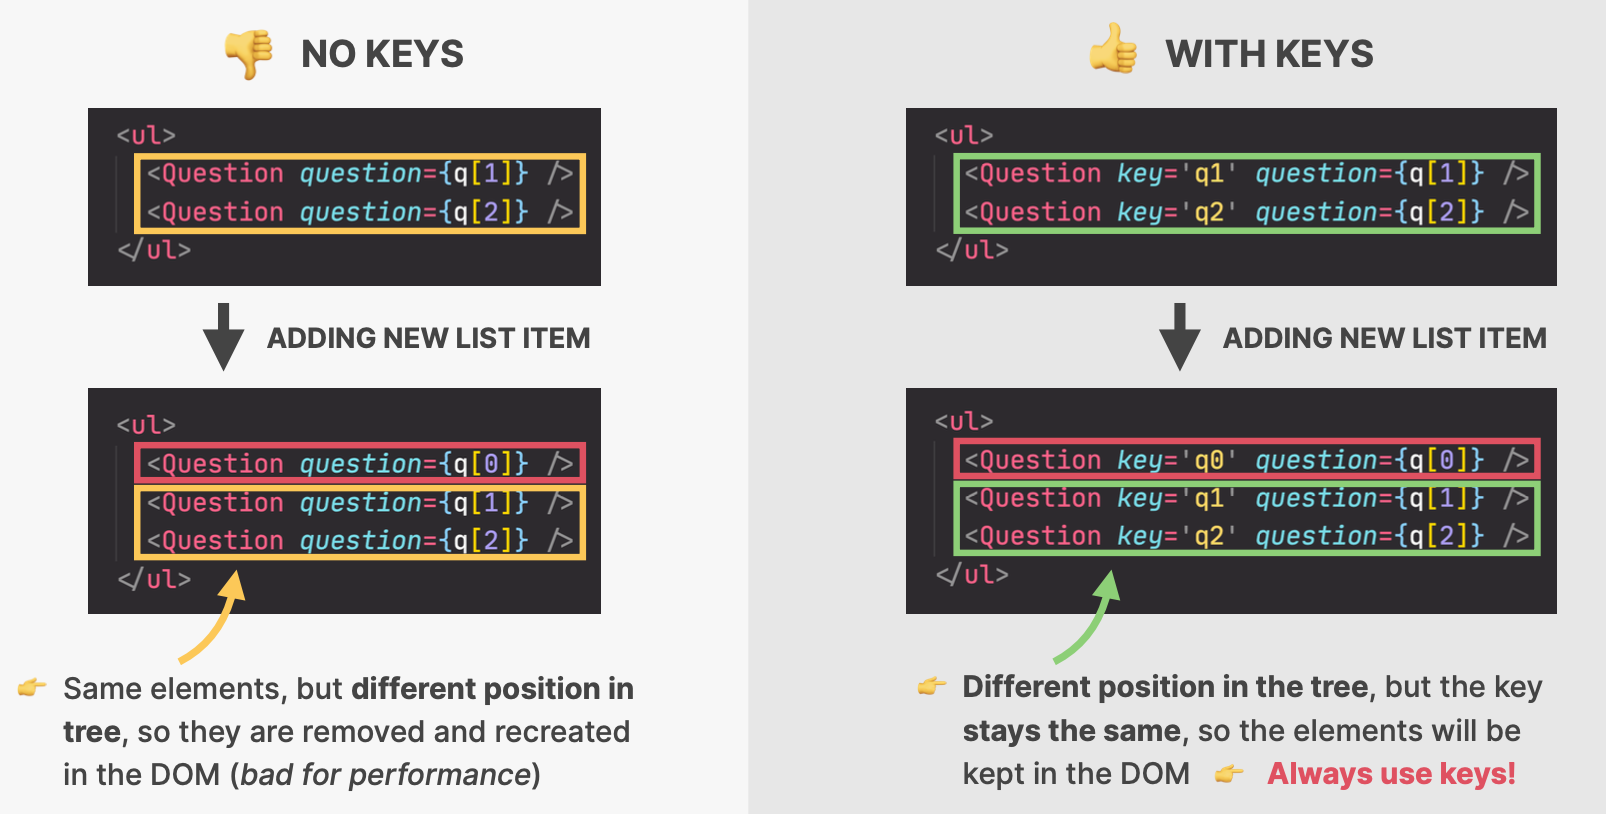 NO KEYS
<ul>
<Question question={q[1]} />
<Question question={q[2]} />
</ul>
ADDING NEW LIST ITEM
<ul>
<Question question={q[0]} />
<Question question={q[1]} />
<Question question={q[2]} />
</ul>
Same elements, but different position in
tree, so they are removed and recreated
in the DOM (bad for performance)
WITH KEYS
<ul>
<Question key='q1' question={q[1]} />
<Question key='q2' question={q[2]} />
</ul>
ADDING NEW LIST ITEM
<ul>
<Question key='q0' question={q[0]} />
<Question key='q1' question={q[1]} />
<Question key='q2' question={q[2]} />
</ul>
Different position in the tree, but the key
stays the same, so the elements will be
kept in the DOM 👉 Always use keys!